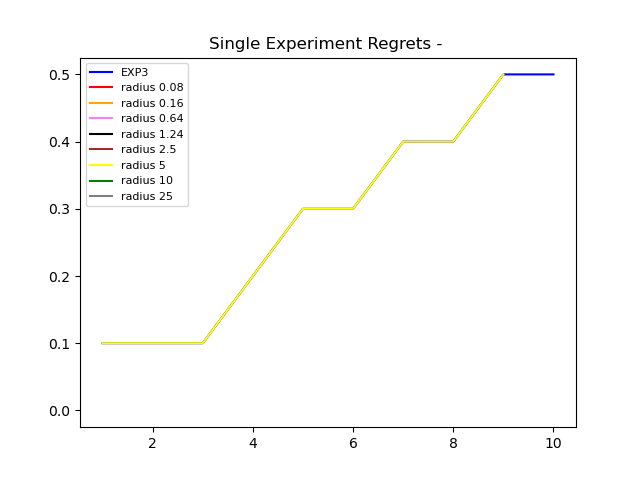 Single Experiment Regrets -
0.5
0.4
0.3
0.2
0.1
0.0
EXP3
radius 0.08
radius 0.16
radius 0.64
radius 1.24
radius 2.5
radius 5
radius 10
radius 25
2 4 6 8 10